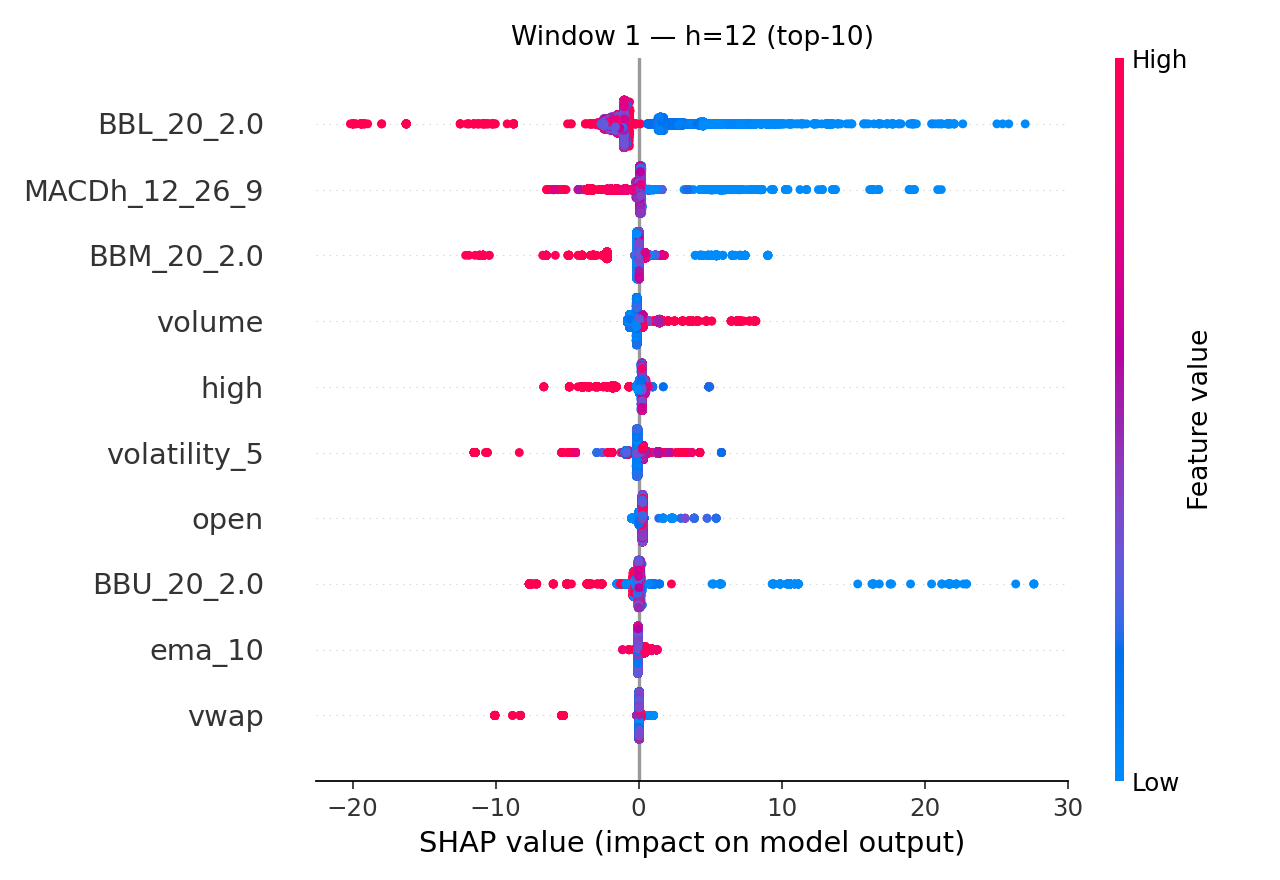 Window 1 — h=12 (top-10)
High
BBL_20_2.0
MACDh_12_26_9
BBM_20_2.0
volume
high
volatility_5
open
BBU_20_2.0
ema_10
vwap
Feature value
Low
−20 −10 0 10 20 30
SHAP value (impact on model output)